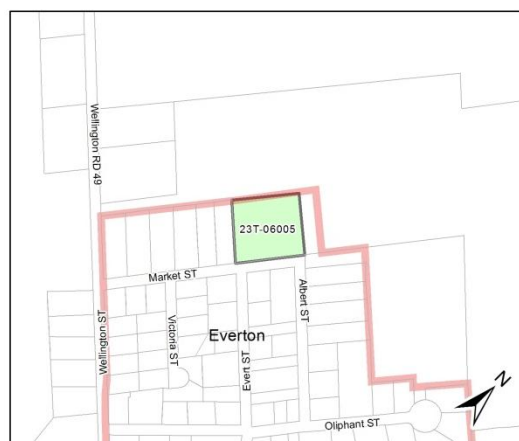 Wellington RD 49
23T-06005
Market ST
Albert ST
Wellington ST
Victoria ST
Everton
Evert ST
Oliphant ST
N